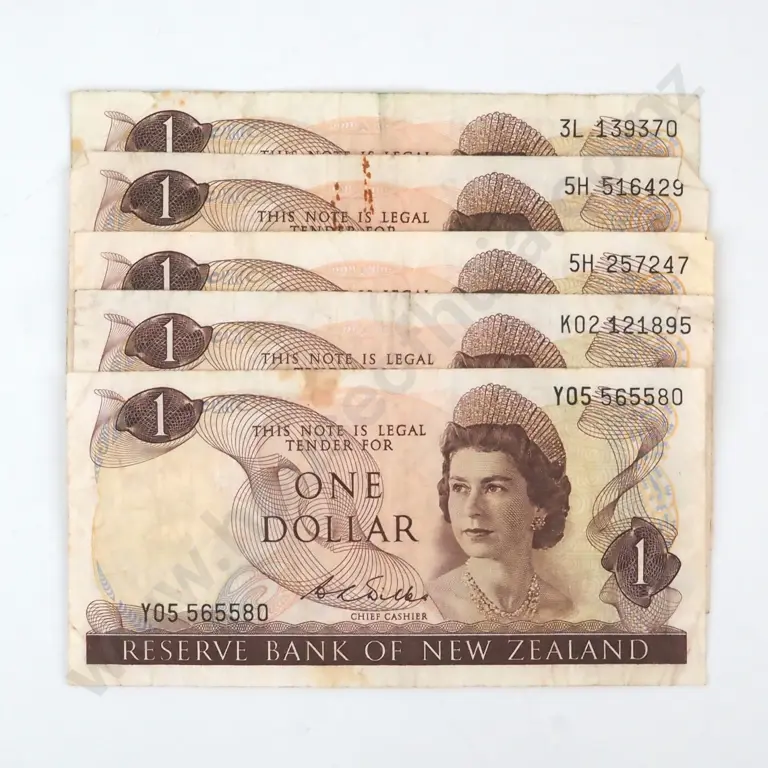 1
3L 139370
1
5H 516429
THIS NOTE IS LEGAL
TENDER FOR
1
5H 257247
1
K02 121895
THIS NOTE IS LEGAL
1
Y05 565580
THIS NOTE IS LEGAL
TENDER FOR
ONE
DOLLAR
1
Y05 565580
CHIEF CASHIER
RESERVE BANK OF NEW ZEALAND